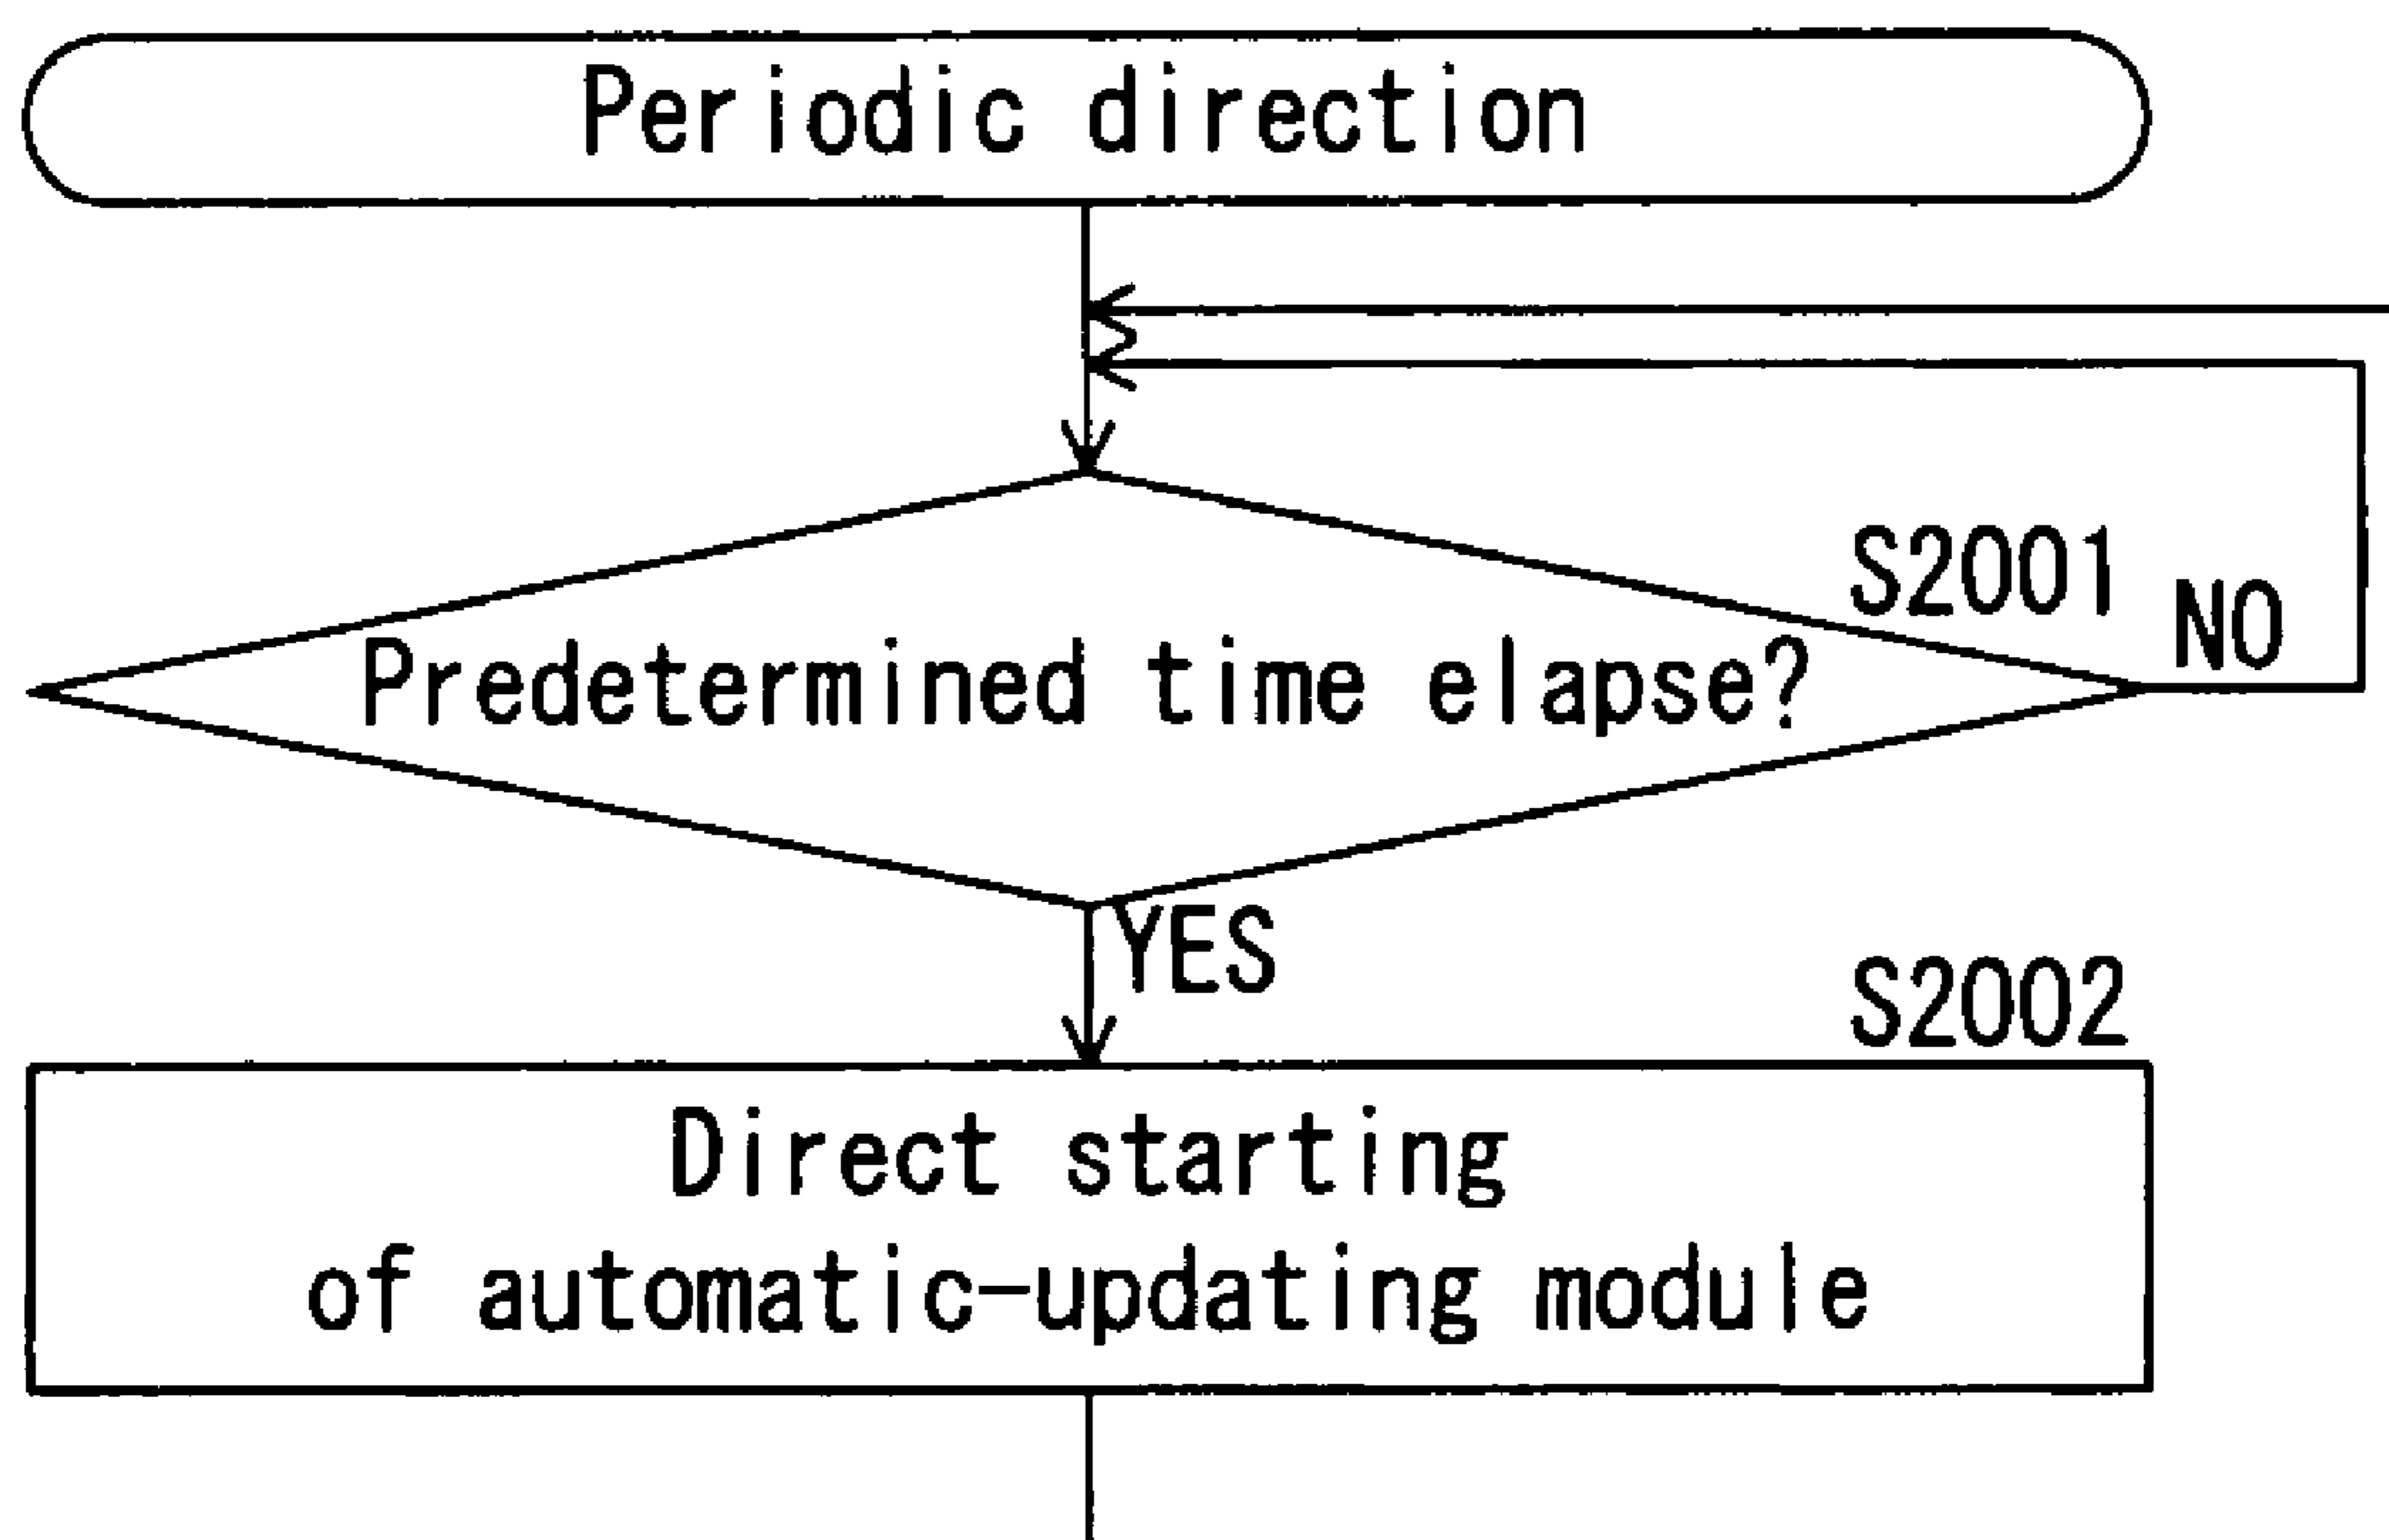 Periodic direction
S2001
NO
Predetermined time elapse?
YES
S2002
Direct starting
of automatic-updating module